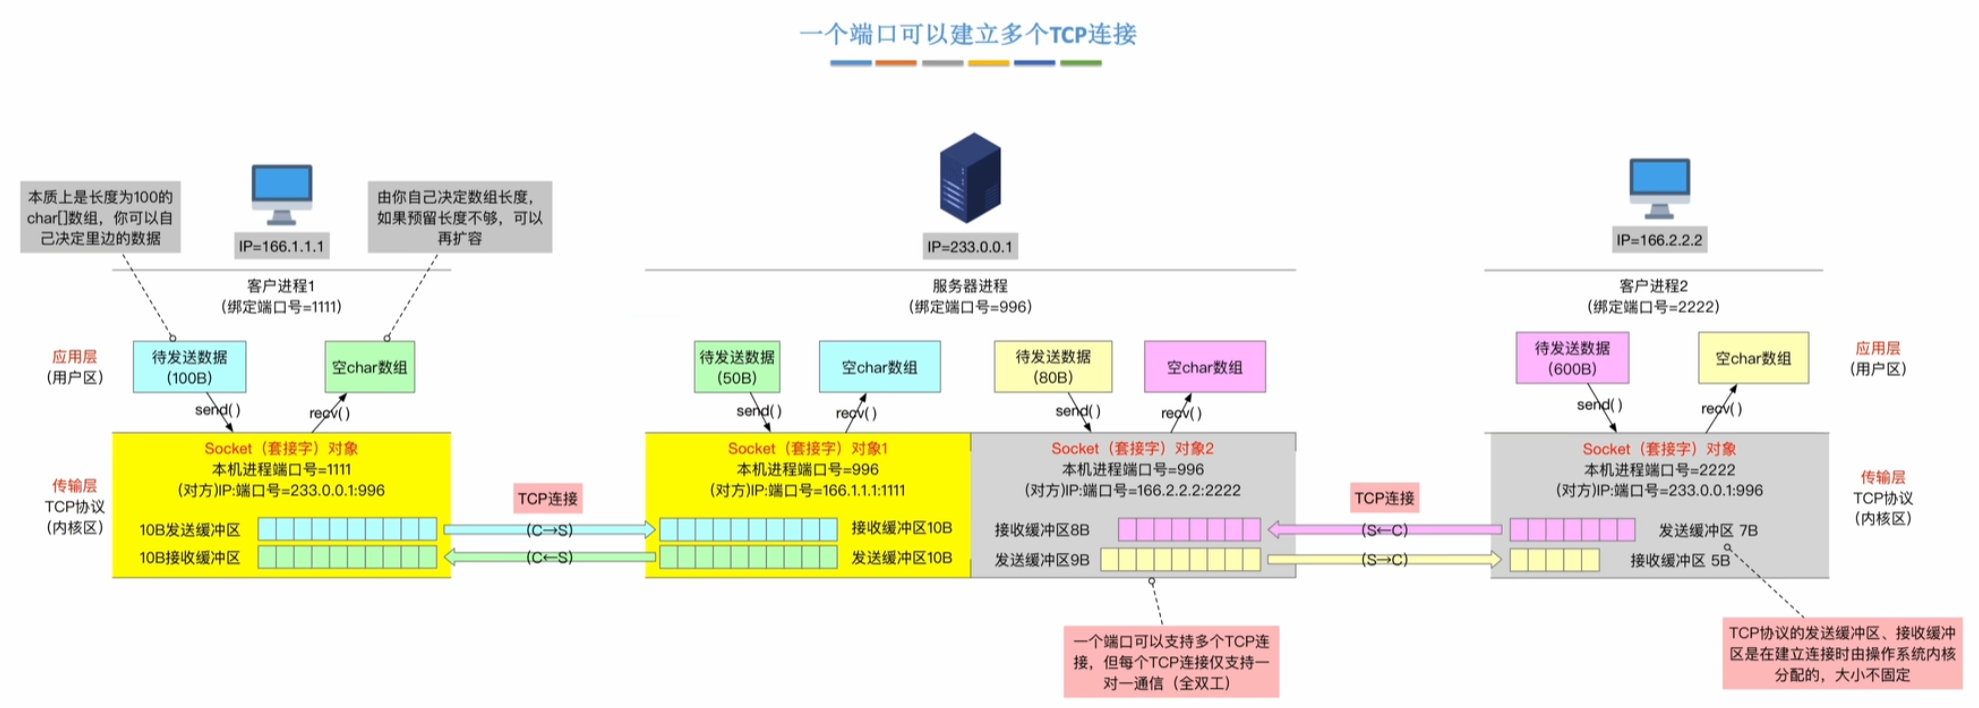 一个端口可以建立多个TCP连接
本质上是长度为100的
char[]数组，你可以自
己决定里边的数据
IP=166.1.1.1
由你自己决定数组长度，
如果预留长度不够，可以
再扩容
IP=233.0.0.1
IP=166.2.2.2
客户进程1
（绑定端口号=1111）
服务器进程
（绑定端口号=996）
客户进程2
（绑定端口号=2222）
应用层
（用户区）
待发送数据
（100B）
空char数组
send( )
recv( )
待发送数据
（50B）
空char数组
send( )
recv( )
待发送数据
（80B）
空char数组
send( )
recv( )
待发送数据
（600B）
空char数组
send( )
recv( )
应用层
（用户区）
传输层
TCP协议
（内核区）
Socket（套接字）对象
本机进程端口号=1111
(对方)IP:端口号=233.0.0.1:996
10B发送缓冲区
10B接收缓冲区
TCP连接
(C→S)
(C←S)
Socket（套接字）对象1
本机进程端口号=996
(对方)IP:端口号=166.1.1.1:1111
接收缓冲区10B
发送缓冲区10B
Socket（套接字）对象2
本机进程端口号=996
(对方)IP:端口号=166.2.2.2:2222
接收缓冲区8B
发送缓冲区9B
TCP连接
(S←C)
(S→C)
Socket（套接字）对象
本机进程端口号=2222
(对方)IP:端口号=233.0.0.1:996
发送缓冲区 7B
接收缓冲区 5B
传输层
TCP协议
（内核区）
一个端口可以支持多个TCP连
接，但每个TCP连接仅支持一
对一通信（全双工）
TCP协议的发送缓冲区、接收缓冲
区是在建立连接时由操作系统内核
分配的，大小不固定